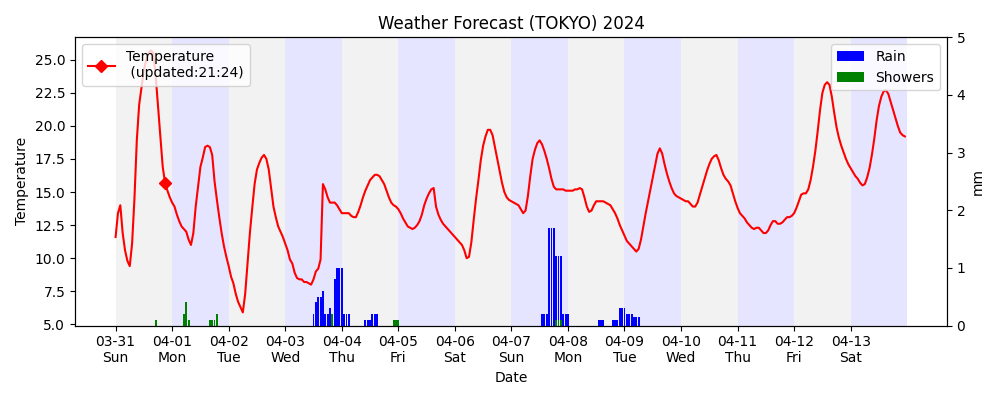 Weather Forecast (TOKYO) 2024
Temperature
(updated:21:24)
Rain
Showers
25.0
22.5
20.0
17.5
15.0
12.5
10.0
7.5
5.0
Temperature
5
4
3
2
1
0
mm
03-31 04-01 04-02 04-03 04-04 04-05 04-06 04-07 04-08 04-09 04-10 04-11 04-12 04-13
Sun Mon Tue Wed Thu Fri Sat Sun Mon Tue Wed Thu Fri Sat
Date